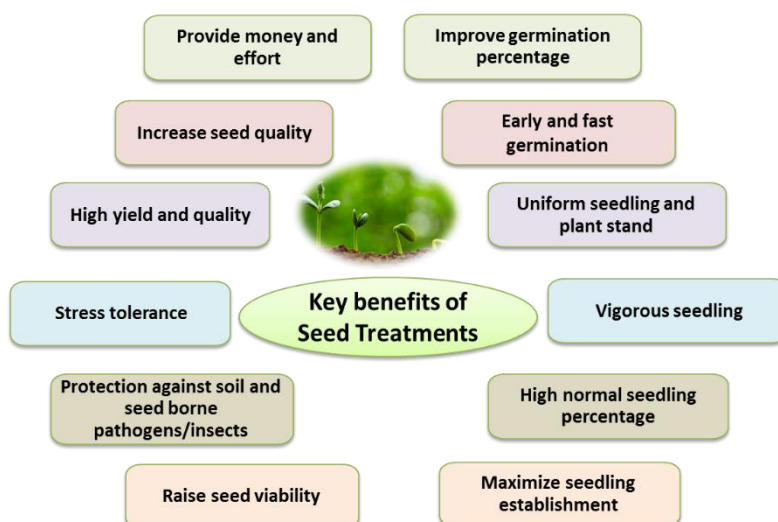 Provide money and
effort
Improve germination
percentage
Increase seed quality
Early and fast
germination
High yield and quality
Uniform seedling and
plant stand
Stress tolerance
Key benefits of
Seed Treatments
Vigorous seedling
Protection against soil and
seed borne
pathogens/insects
High normal seedling
percentage
Raise seed viability
Maximize seedling
establishment